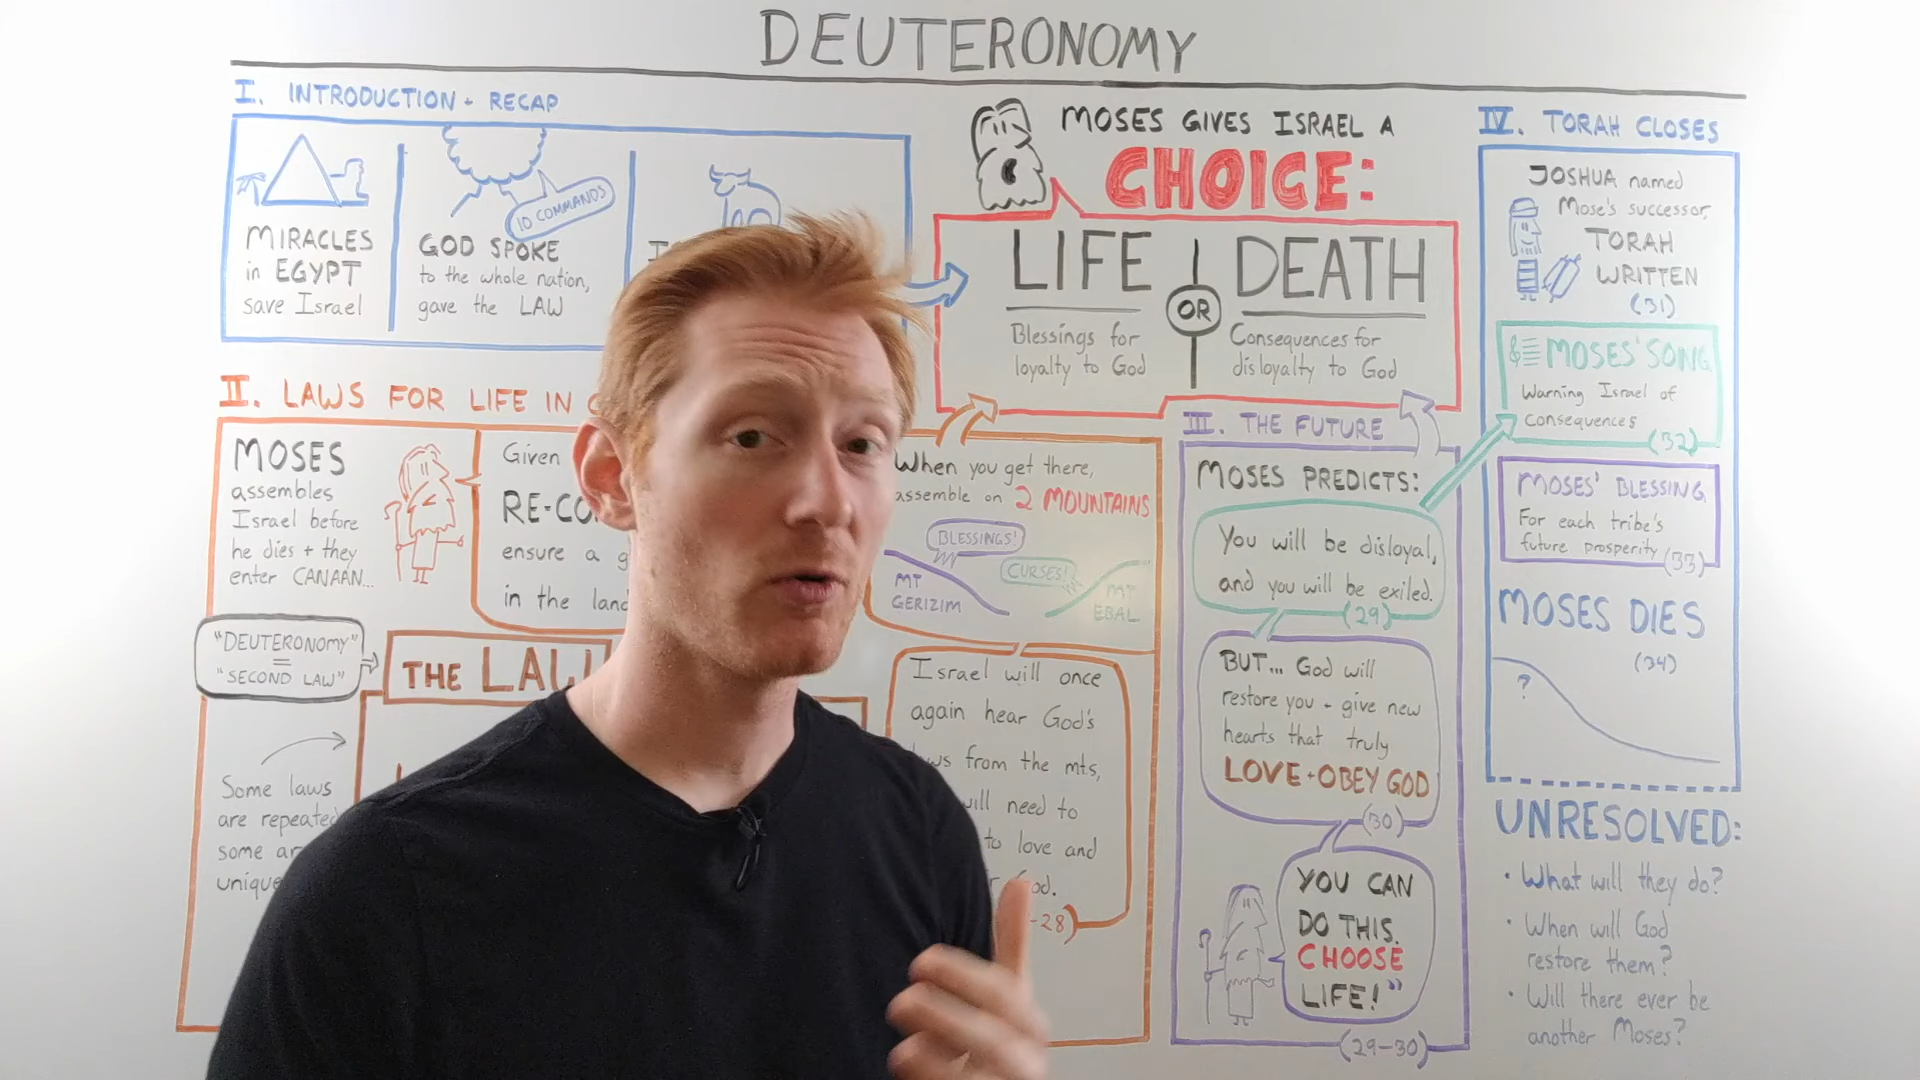 DEUTERONOMY
I. INTRODUCTION + RECAP
MIRACLES
in EGYPT
save Israel
10 COMMANDS
GOD SPOKE
to the whole nation,
gave the LAW
MOSES GIVES ISRAEL A
CHOICE:
LIFE
OR
DEATH
Blessings for
loyalty to God
Consequences for
disloyalty to God
II. LAWS FOR LIFE IN
MOSES
assembles
Israel before
he dies + they
enter CANAAN...
Given
RE-CO
ensure a g
in the land
"DEUTERONOMY"
=
"SECOND LAW"
THE LAW
Some laws
are repeated
some ar
unique
When you get there,
assemble on 2 MOUNTAINS
BLESSINGS!
CURSES!
MT
GERIZIM
MT
EBAL
Israel will once
again hear God's
ws from the mts,
will need to
to love and
God.
-28)
III. THE FUTURE
MOSES PREDICTS:
You will be disloyal,
and you will be exiled.
(29)
BUT... God will
restore you + give new
hearts that truly
LOVE + OBEY GOD
(30)
YOU CAN
DO THIS.
CHOOSE
LIFE!"
(29-30)
IV. TORAH CLOSES
JOSHUA named
Mose's successor,
TORAH
WRITTEN
(31)
MOSES' SONG
Warning Israel of
Consequences
(32)
MOSES' BLESSING
For each tribe's
future prosperity (33)
MOSES DIES
(34)
?
UNRESOLVED:
• What will they do?
• When will God
restore them?
• Will there ever be
another Moses?